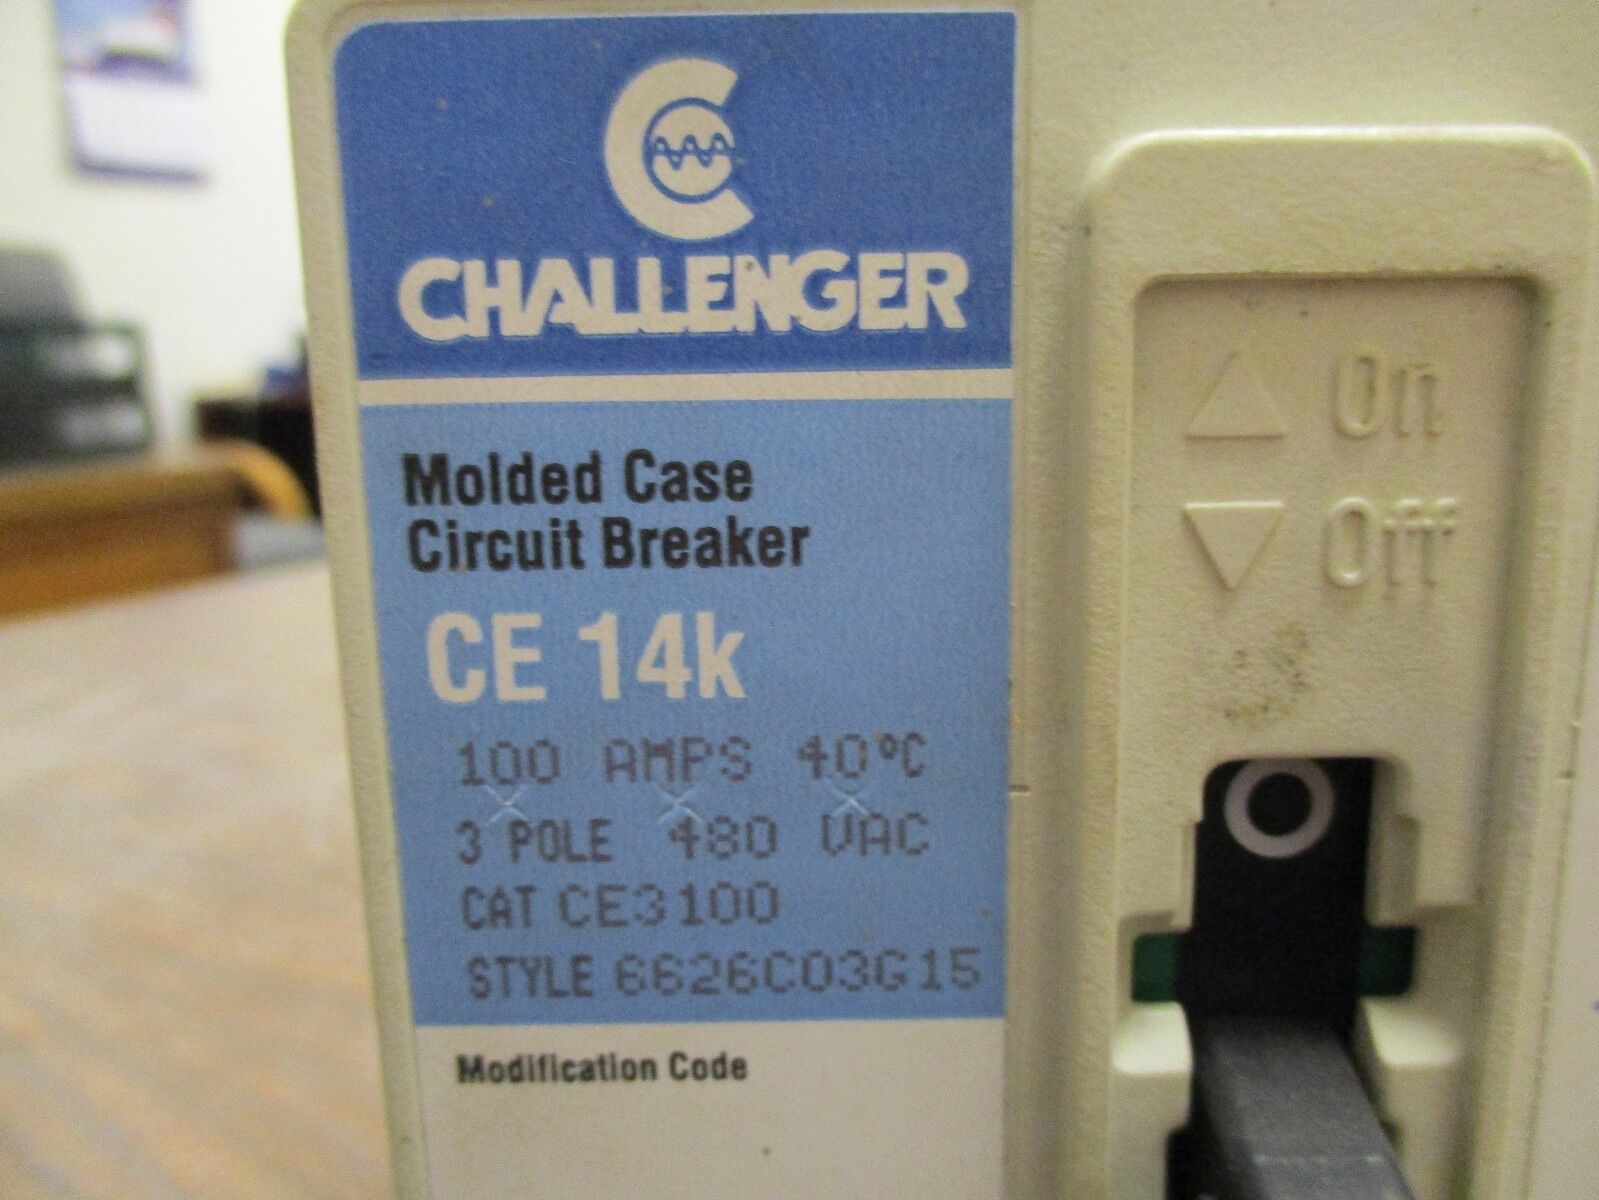 CHALLENGER
Molded Case
Circuit Breaker
CE 14k
100 AMPS 40°C
3 POLE 480 VAC
CAT CE3100
STYLE 6626C03G15
Modification Code
On
Off